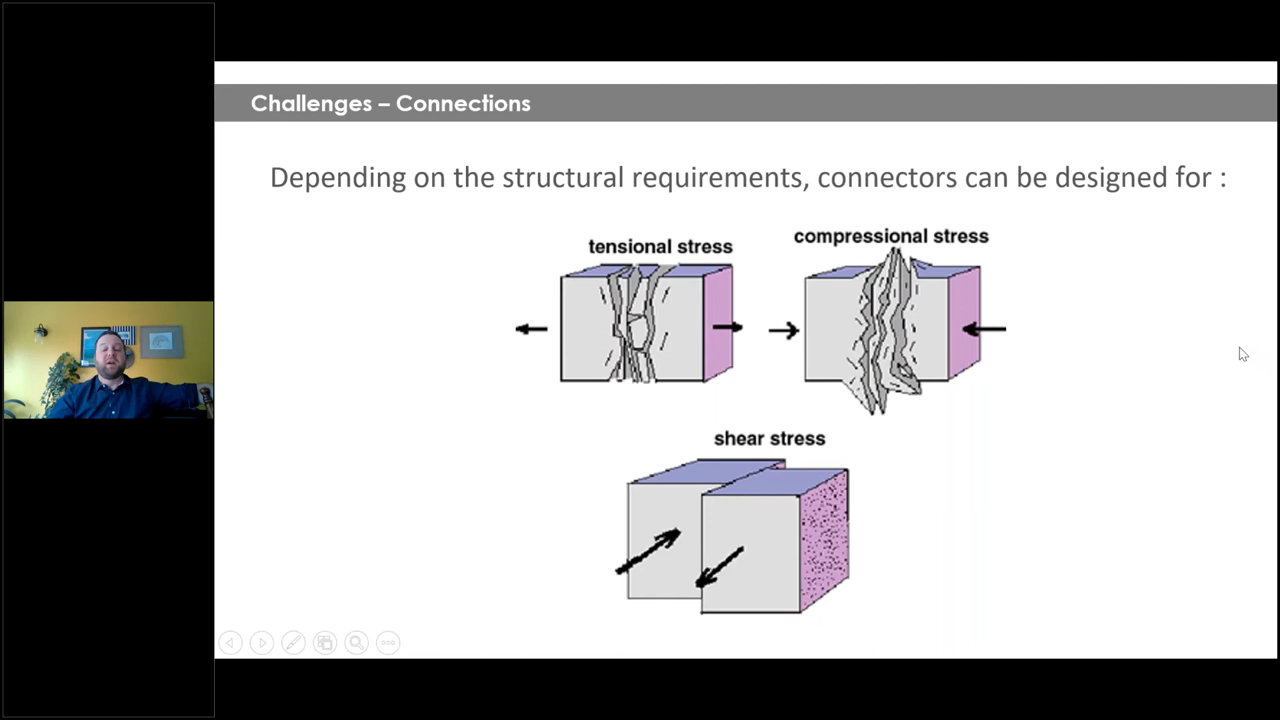 Challenges – Connections
Depending on the structural requirements, connectors can be designed for :
tensional stress
compressional stress
shear stress